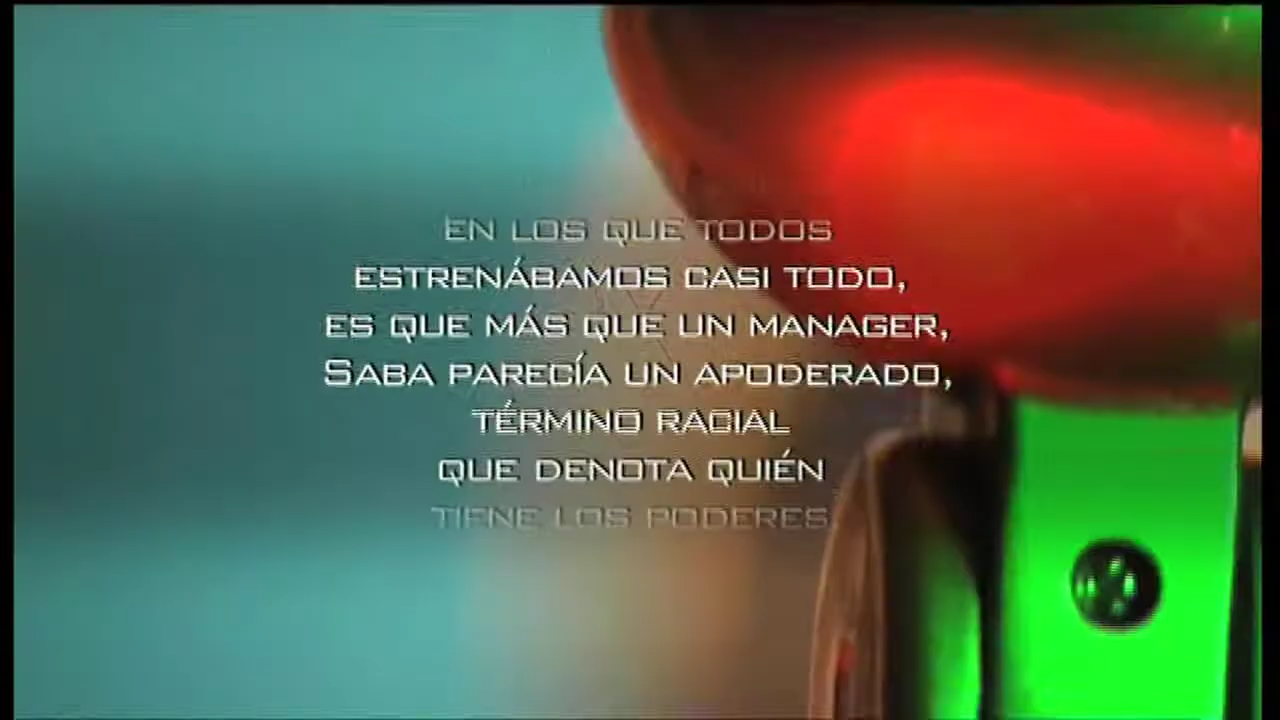 EN LOS QUE TODOS
ESTRENÁBAMOS CASI TODO,
ES QUE MÁS QUE UN MANAGER,
SABA PARECÍA UN APODERADO,
TÉRMINO RACIAL
QUE DENOTA QUIÉN
TIENE LOS PODERES